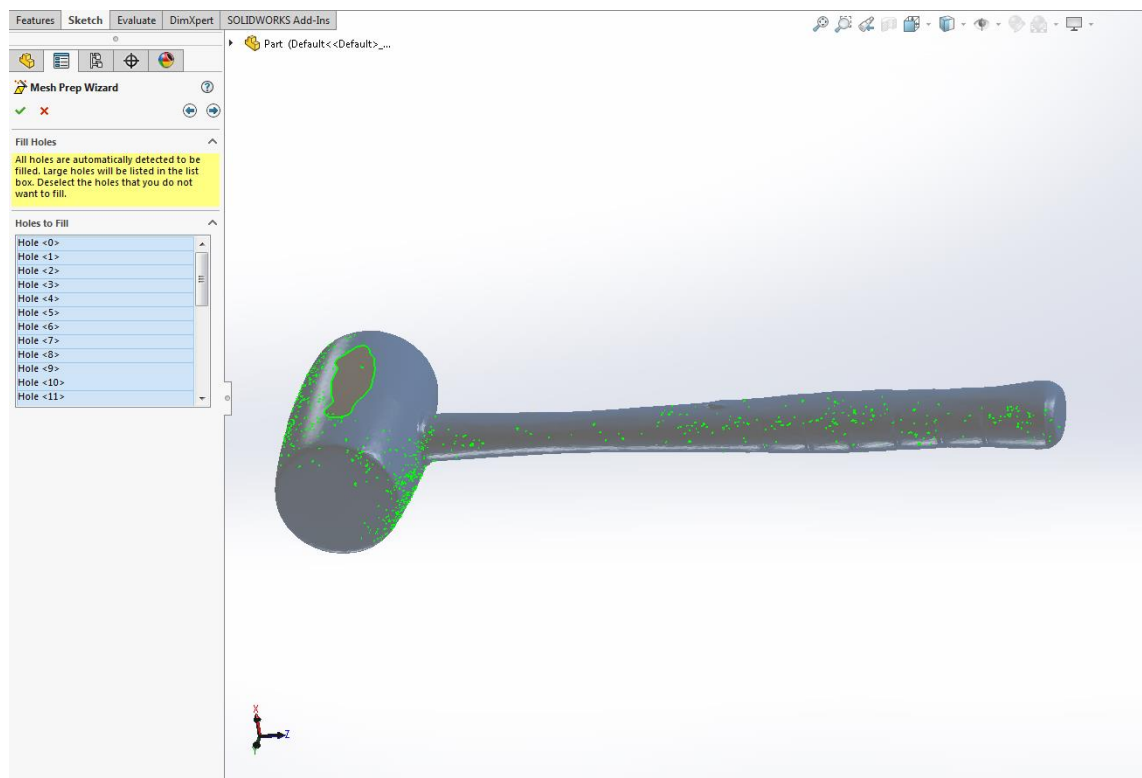 Features Sketch Evaluate DimXpert SOLIDWORKS Add-Ins
Part (Default<<Default>_...
Mesh Prep Wizard
Fill Holes
All holes are automatically detected to be
filled. Large holes will be listed in the list
box. Deselect the holes that you do not
want to fill.
Holes to Fill
Hole <0>
Hole <1>
Hole <2>
Hole <3>
Hole <4>
Hole <5>
Hole <6>
Hole <7>
Hole <8>
Hole <9>
Hole <10>
Hole <11>
X
Z
Y